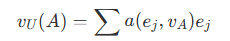 v_U(A) = ∑ a(e_j, v_A)e_j